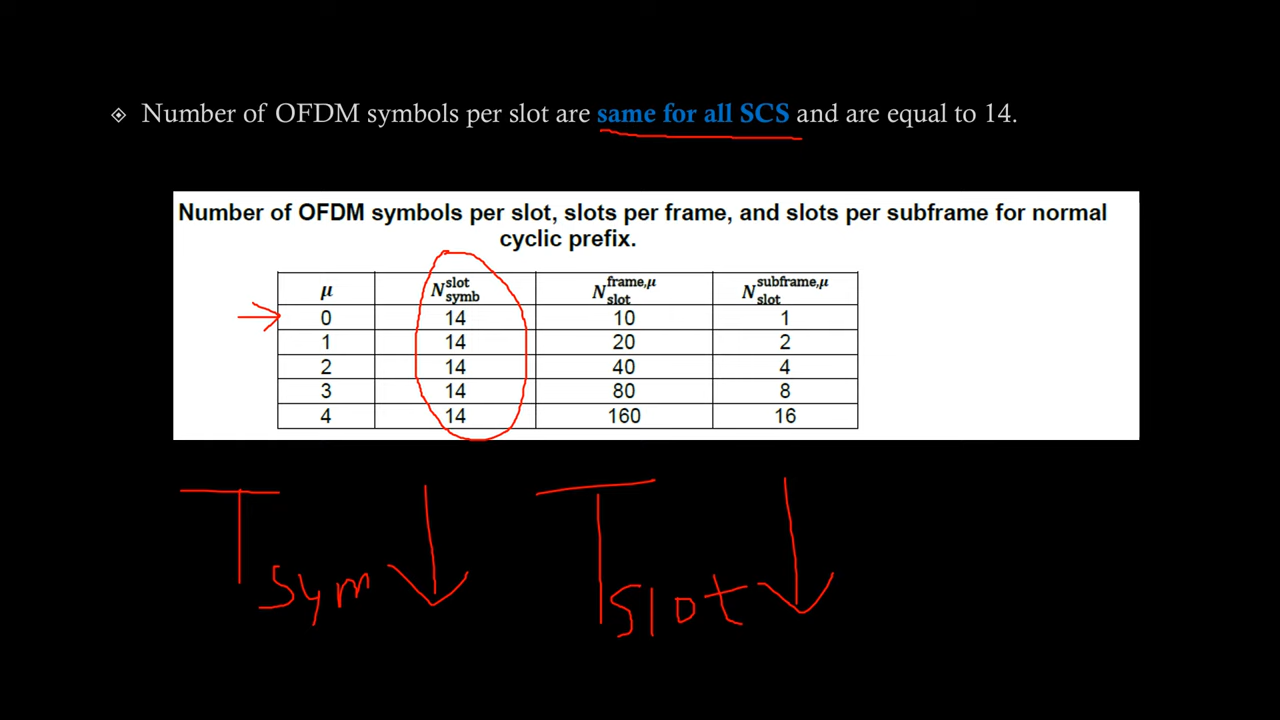 Number of OFDM symbols per slot are same for all SCS and are equal to 14.
Number of OFDM symbols per slot, slots per frame, and slots per subframe for normal
cyclic prefix.
μ N^slot_symb N^frame,μ_slot N^subframe,μ_slot
0 14 10 1
1 14 20 2
2 14 40 4
3 14 80 8
4 14 160 16
T sym ↓ T slot ↓